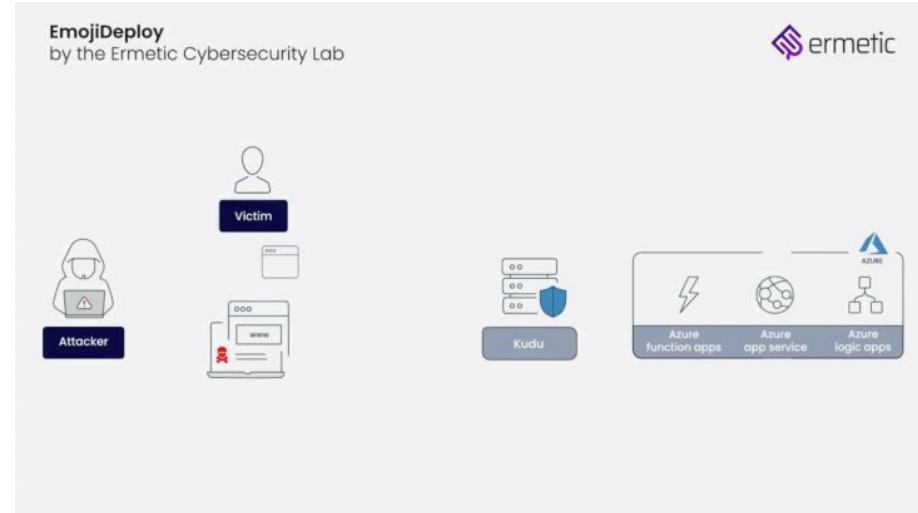 EmojiDeploy
by the Ermetic Cybersecurity Lab
ermetic
Victim
AZURE
www
Attacker
Kudu
Azure
function apps
Azure
app service
Azure
logic apps